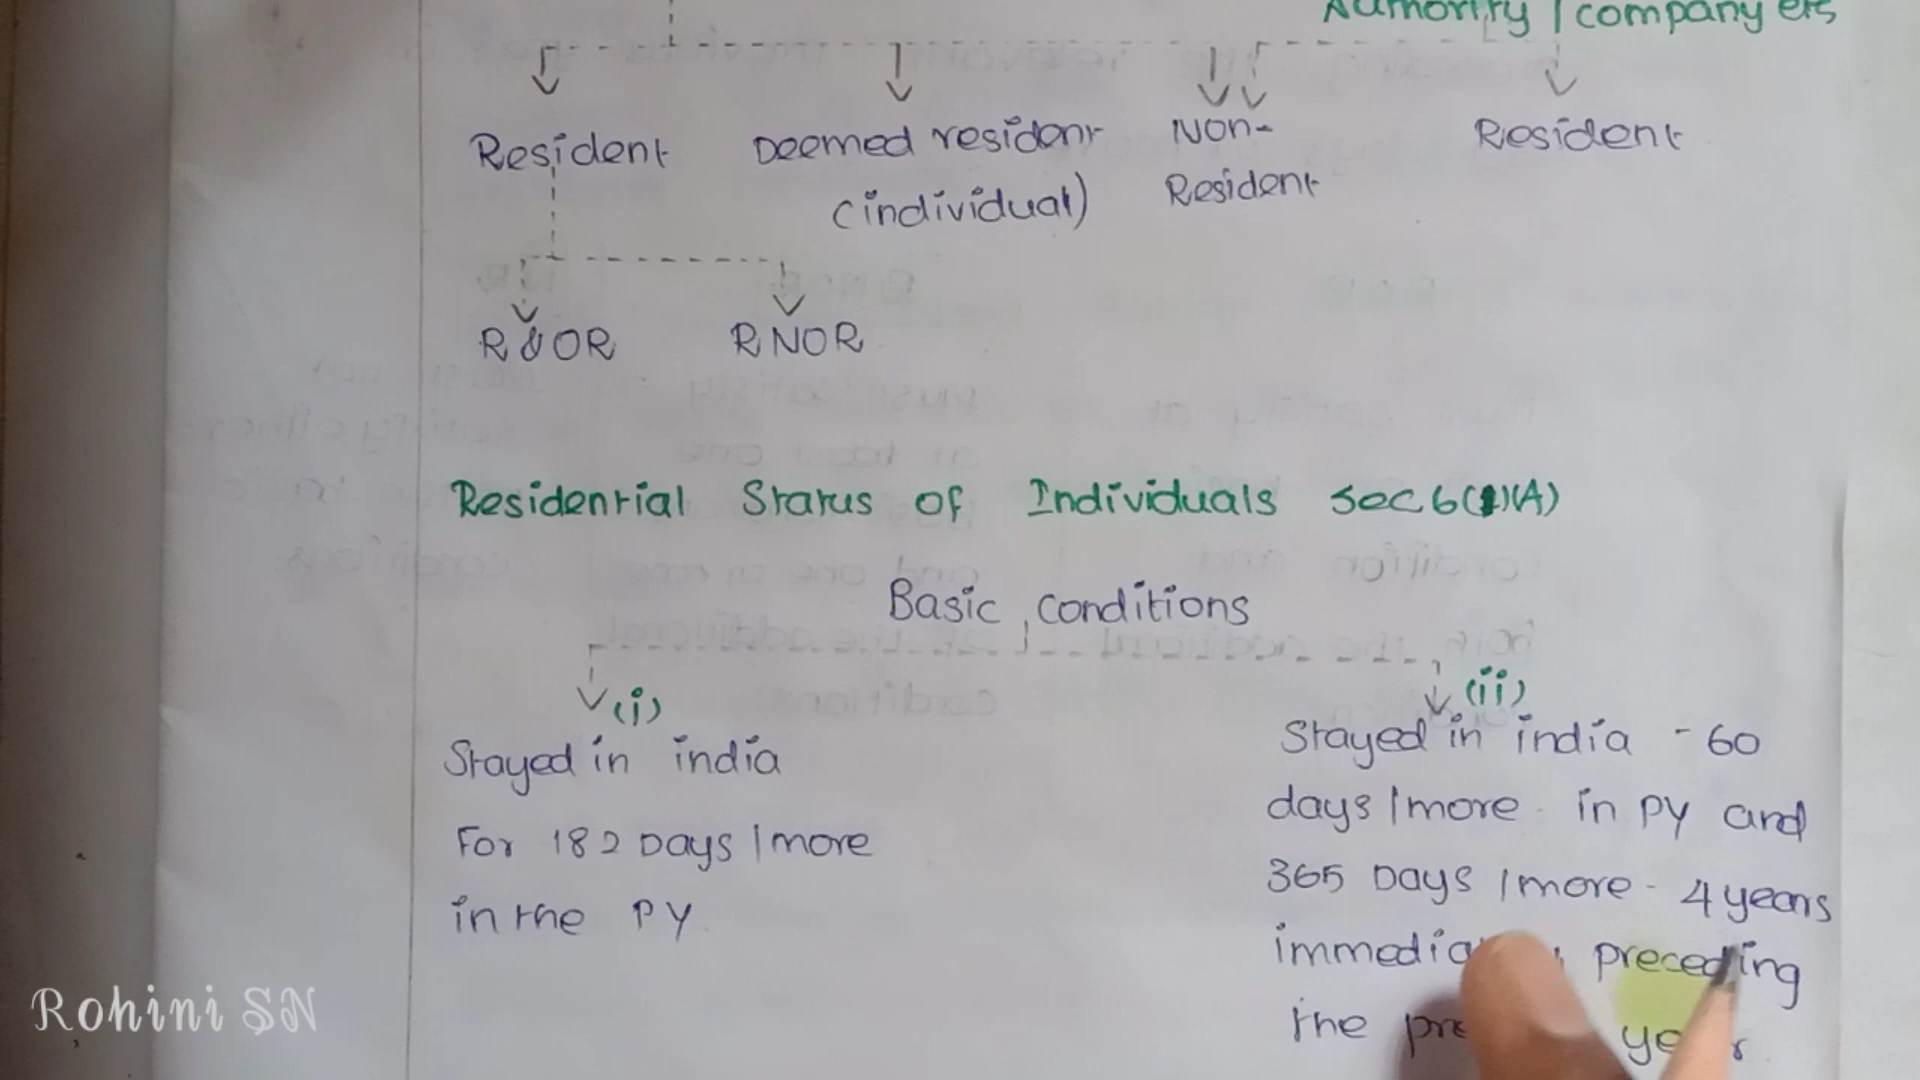 Authority / company etc
Resident
Deemed resident
(individual)
Non-
Resident
Resident
R & OR
RNOR
Residential Status of Individuals Sec 6(1)(A)
Basic conditions
(i)
Stayed in india
For 182 Days / more
in the PY
(ii)
Stayed in india - 60
days / more in PY and
365 Days / more - 4 years
preceding
the
Rohini SN